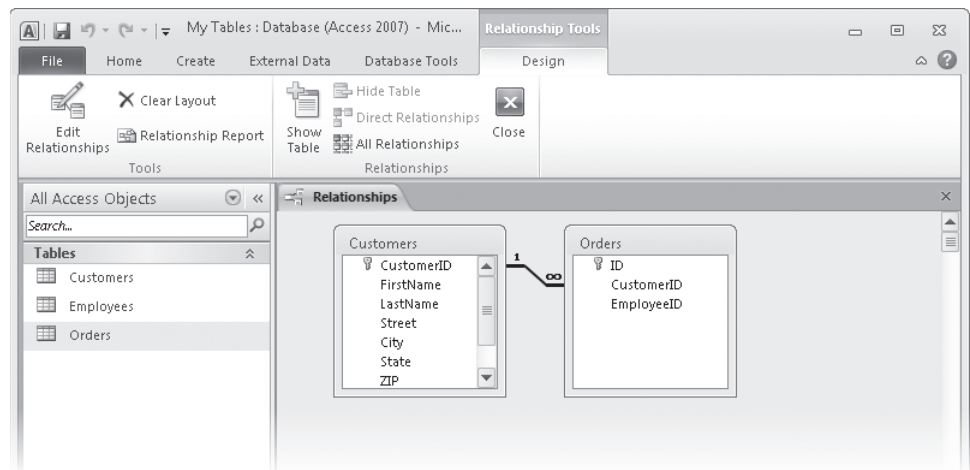 My Tables : Database (Access 2007) - Mic...
Relationship Tools
File Home Create External Data Database Tools Design
Edit Relationships
Clear Layout
Relationship Report
Tools
Show Table
Hide Table
Direct Relationships
All Relationships
Close
Relationships
All Access Objects
Search...
Tables
Customers
Employees
Orders
Relationships
Customers
CustomerID
FirstName
LastName
Street
City
State
ZIP
1
∞
Orders
ID
CustomerID
EmployeeID